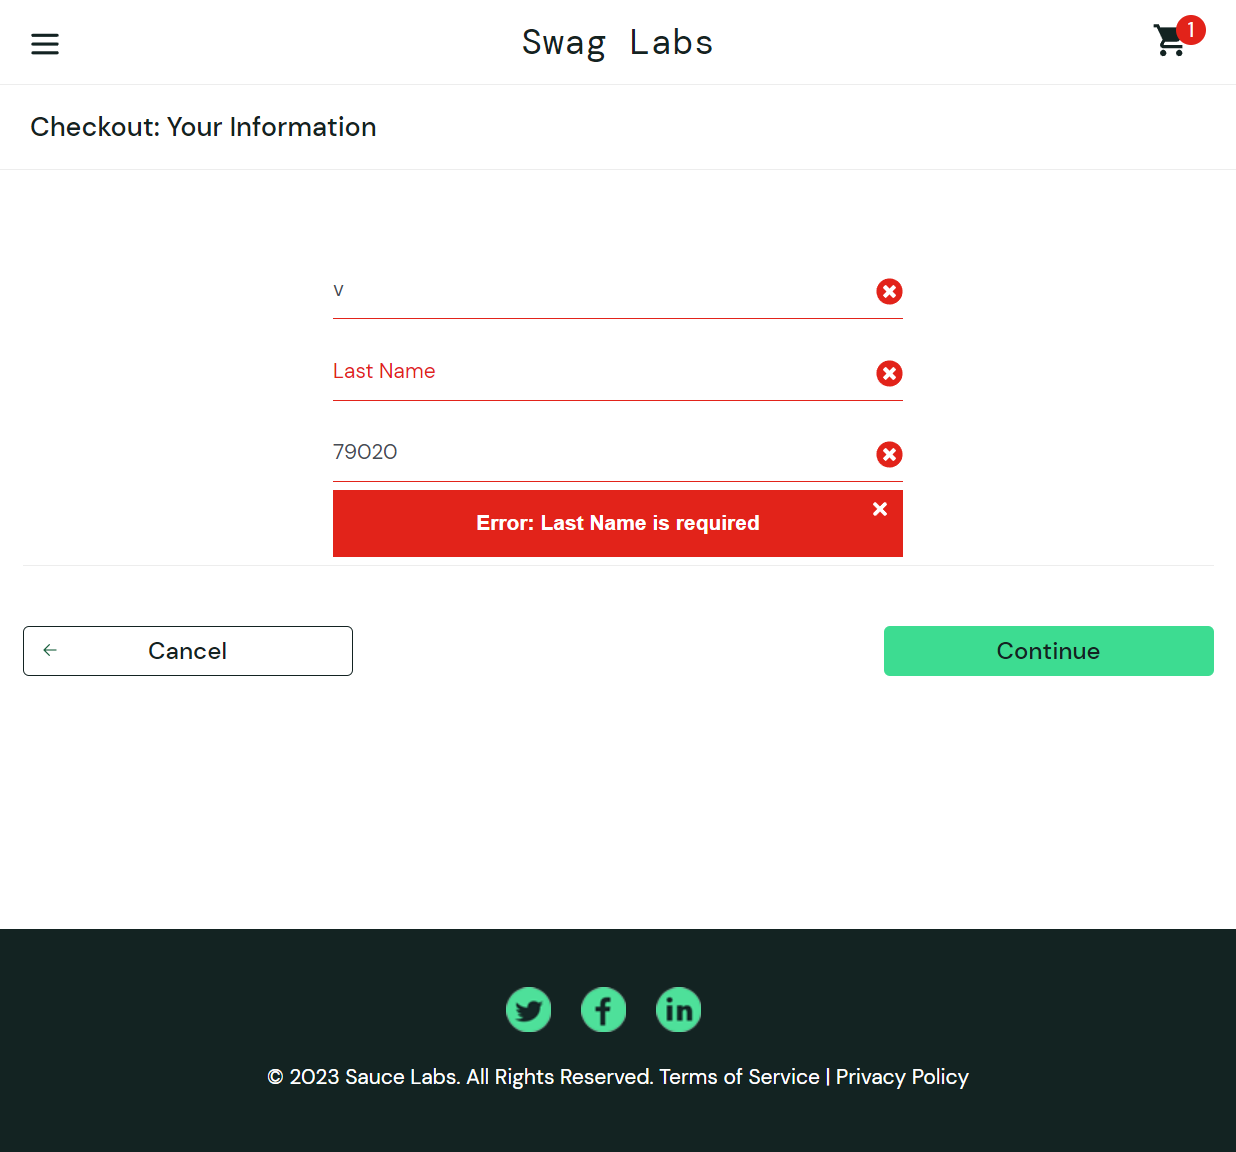 Swag Labs
1
Checkout: Your Information
v
Last Name
79020
Error: Last Name is required
Cancel
Continue
© 2023 Sauce Labs. All Rights Reserved. Terms of Service | Privacy Policy